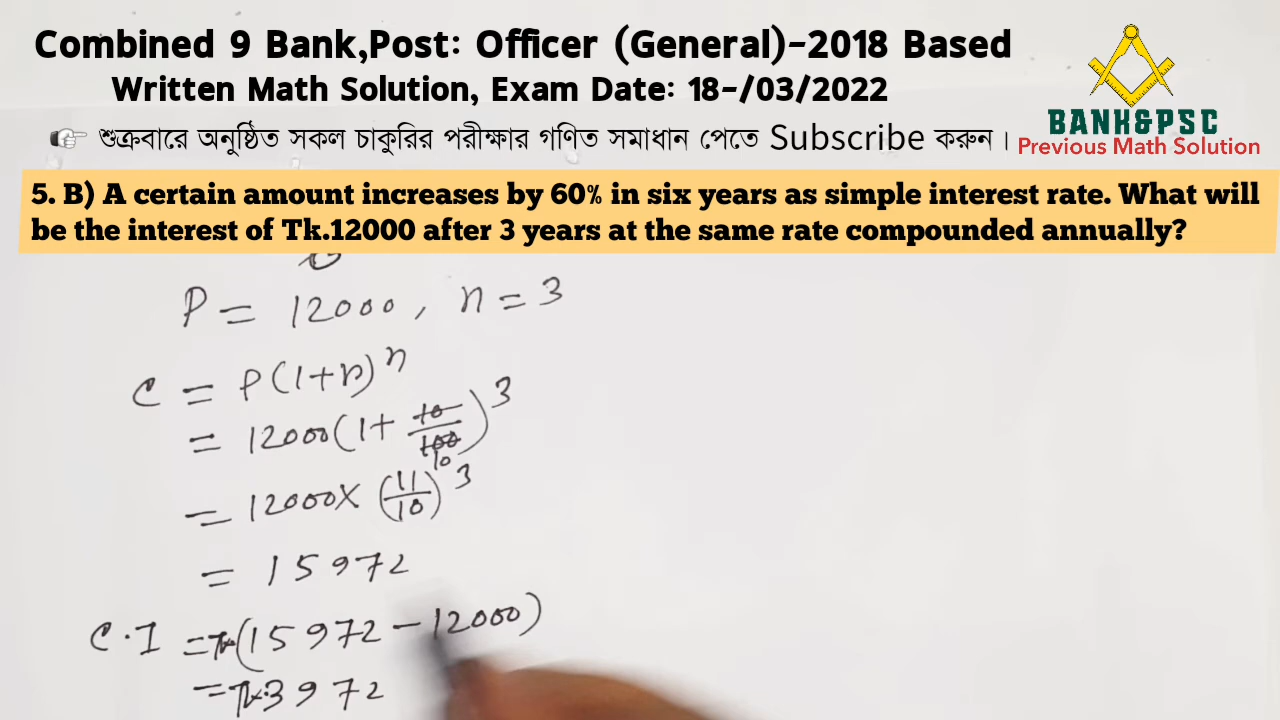 Combined 9 Bank,Post: Officer (General)-2018 Based
Written Math Solution, Exam Date: 18-/03/2022
শুক্রবারে অনুষ্ঠিত সকল চাকুরির পরীক্ষার গণিত সমাধান পেতে Subscribe করুন।
BANK&PSC
Previous Math Solution
5. B) A certain amount increases by 60% in six years as simple interest rate. What will
be the interest of Tk.12000 after 3 years at the same rate compounded annually?
P = 12000, n = 3
C = P(1+r)^n
= 12000(1+ 10/100 10)^3
= 12000× (11/10)^3
= 15972
C.I = Tk(15972 - 12000)
= Tk.3972